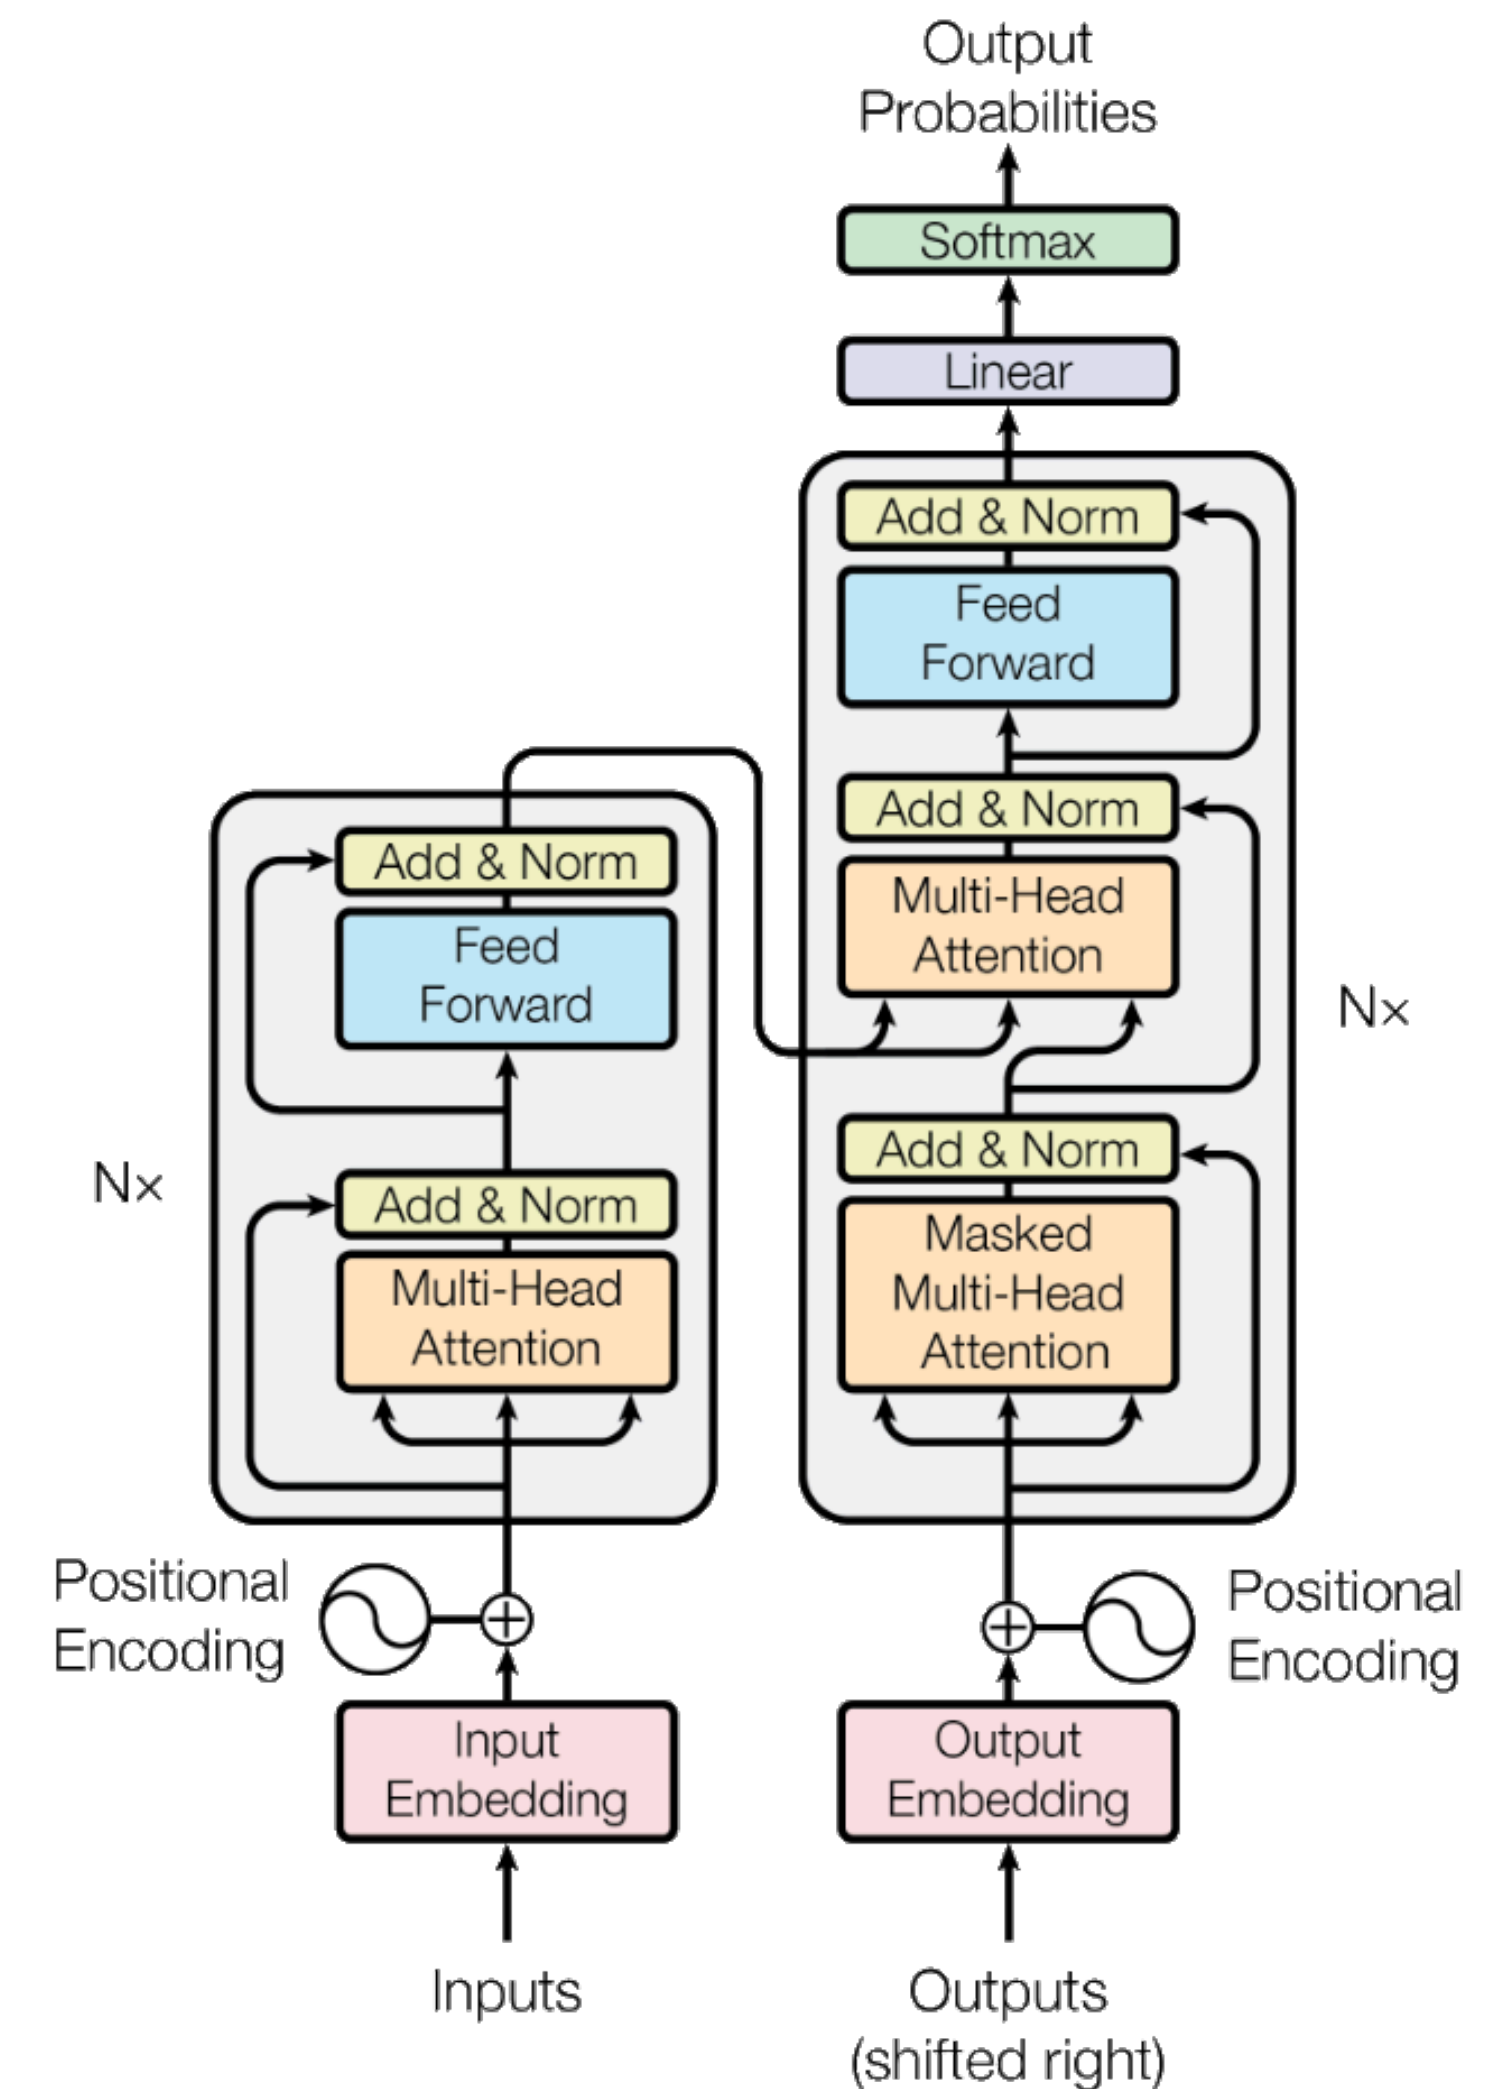 Output
Probabilities
Softmax
Linear
Add & Norm
Feed
Forward
Add & Norm
Multi-Head
Attention
Nx
Add & Norm
Masked
Multi-Head
Attention
Add & Norm
Feed
Forward
Nx
Add & Norm
Multi-Head
Attention
Positional
Encoding
Positional
Encoding
Input
Embedding
Output
Embedding
Inputs
Outputs
(shifted right)